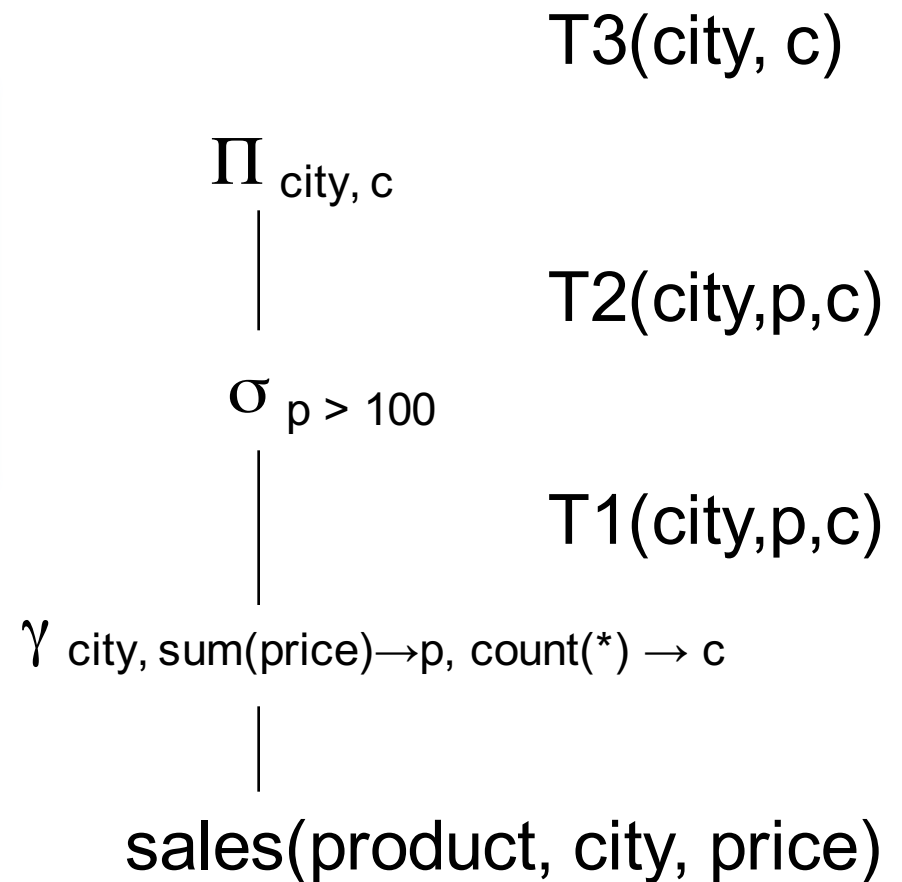 T3(city, c)
Π city, c
T2(city,p,c)
σ p > 100
T1(city,p,c)
γ city, sum(price)→p, count(*) → c
sales(product, city, price)